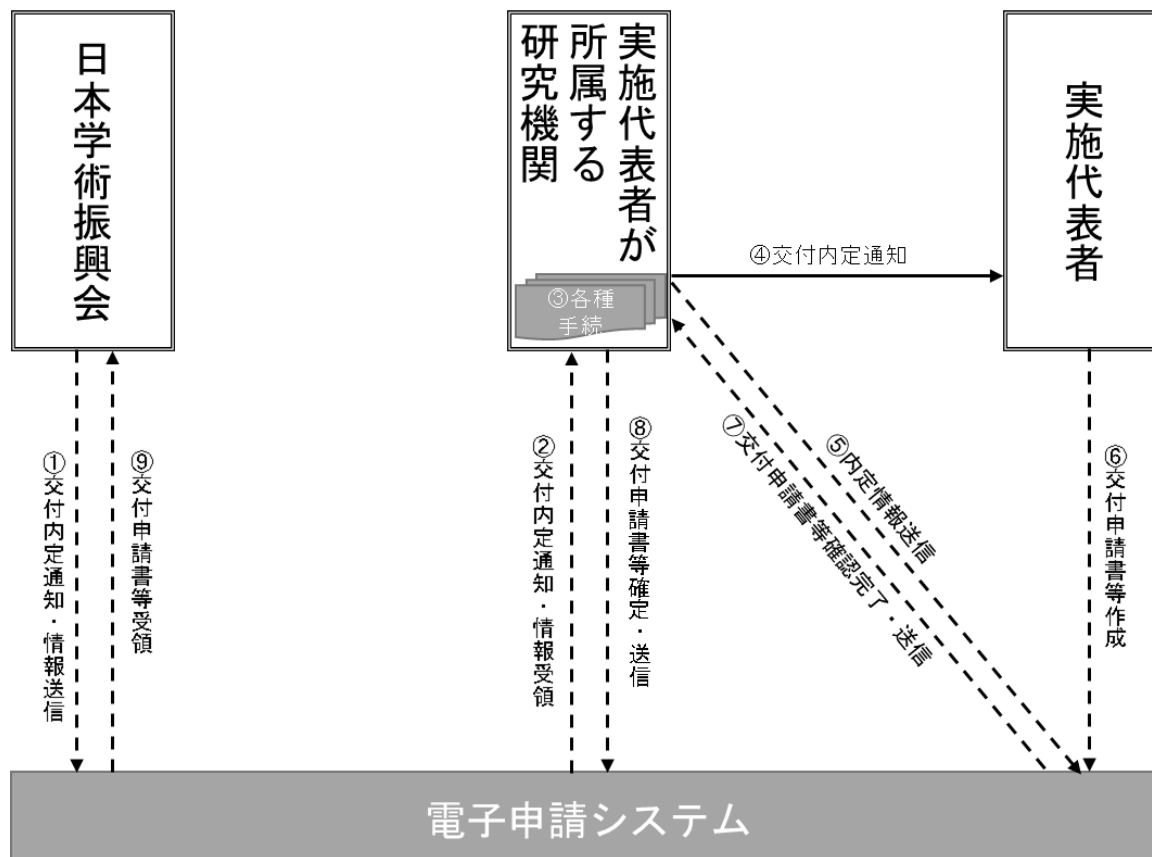 日本学術振興会
実施代表者が
所属する
研究機関
③各種
手続
実施代表者
④交付内定通知
①交付内定通知・情報送信
⑨交付申請書等受領
②交付内定通知・情報受領
⑧交付申請書等確定・送信
⑤内定情報送信
⑦交付申請書等確認完了・送信
⑥交付申請書等作成
電子申請システム